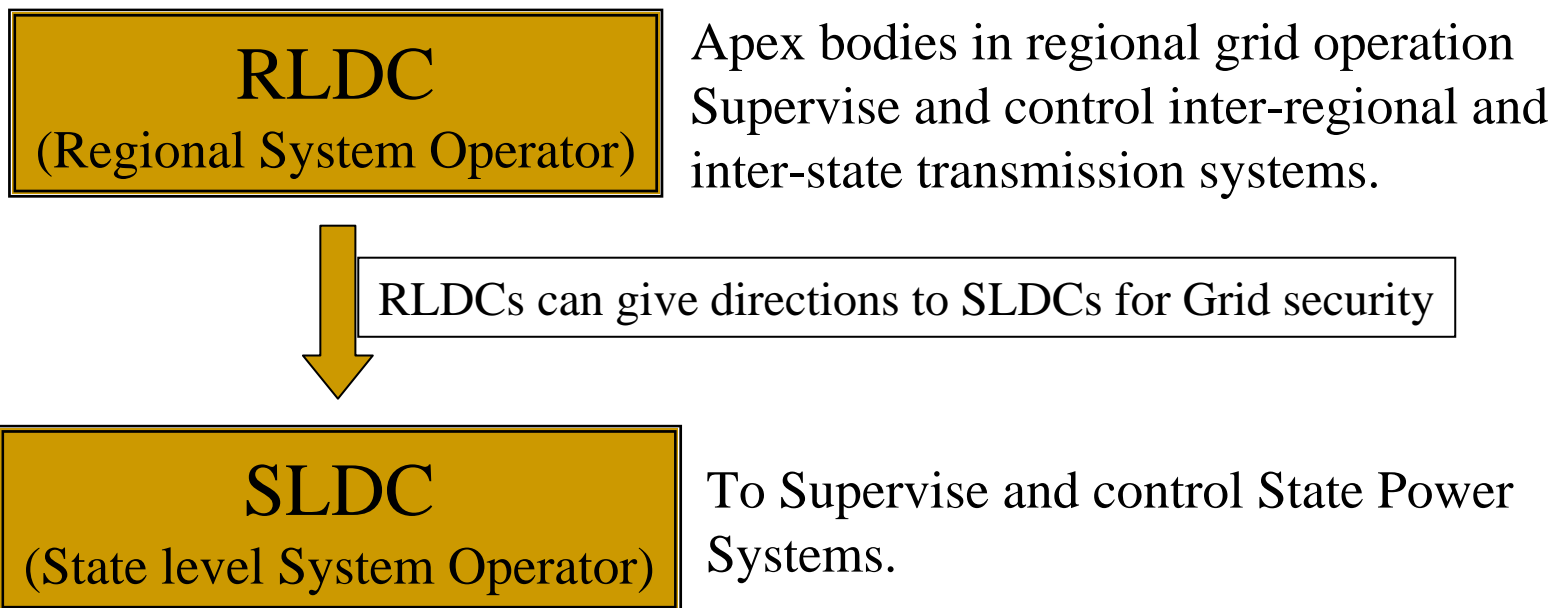 RLDC
(Regional System Operator)
Apex bodies in regional grid operation
Supervise and control inter-regional and
inter-state transmission systems.
RLDCs can give directions to SLDCs for Grid security
SLDC
(State level System Operator)
To Supervise and control State Power
Systems.